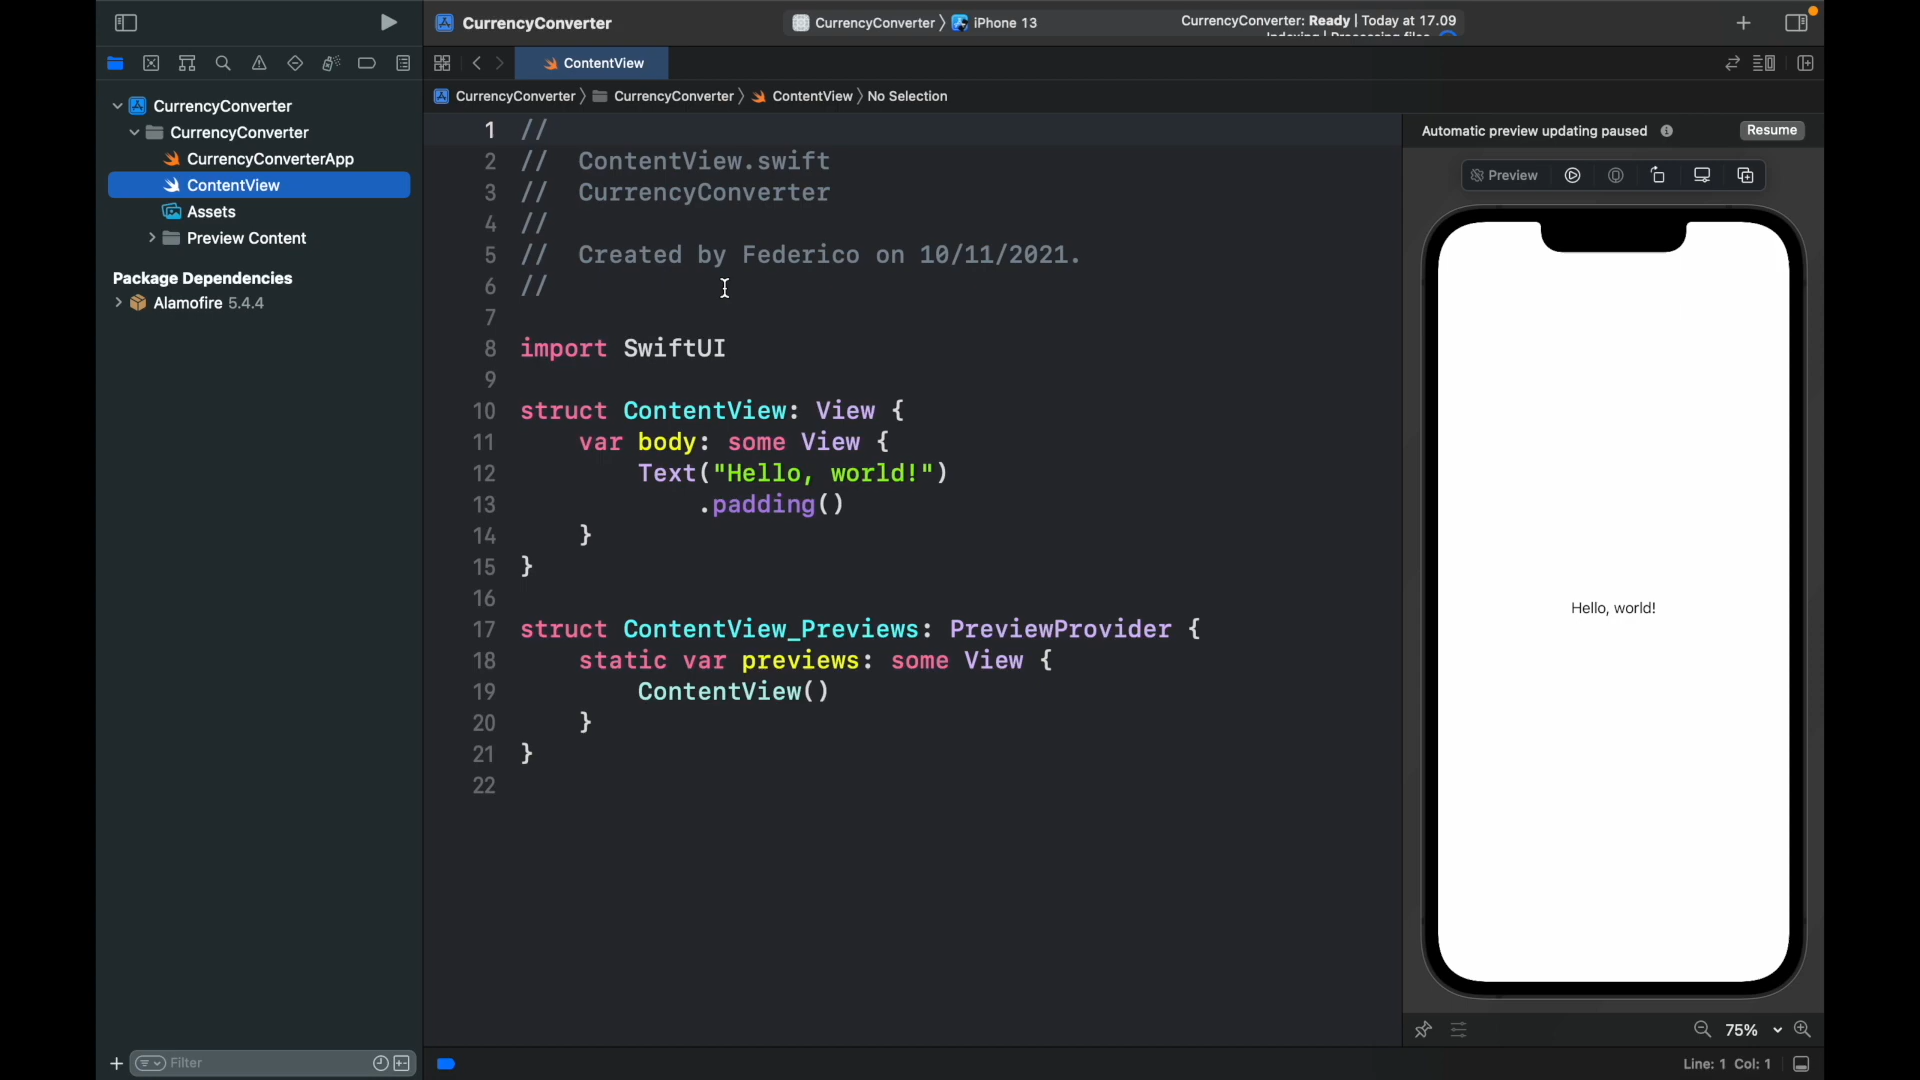 CurrencyConverter
CurrencyConverter 〉 iPhone 13
CurrencyConverter: Ready | Today at 17.09
Indexing | Processing files
ContentView
CurrencyConverter 〉 CurrencyConverter 〉 ContentView 〉 No Selection
CurrencyConverter
CurrencyConverter
CurrencyConverterApp
ContentView
Assets
Preview Content
Package Dependencies
Alamofire 5.4.4
Filter
1 //
2 //  ContentView.swift
3 //  CurrencyConverter
4 //
5 //  Created by Federico on 10/11/2021.
6 //
7
8 import SwiftUI
9
10 struct ContentView: View {
11     var body: some View {
12         Text("Hello, world!")
13             .padding()
14     }
15 }
16
17 struct ContentView_Previews: PreviewProvider {
18     static var previews: some View {
19         ContentView()
20     }
21 }
22
Automatic preview updating paused
Resume
Preview
Hello, world!
75%
Line: 1 Col: 1